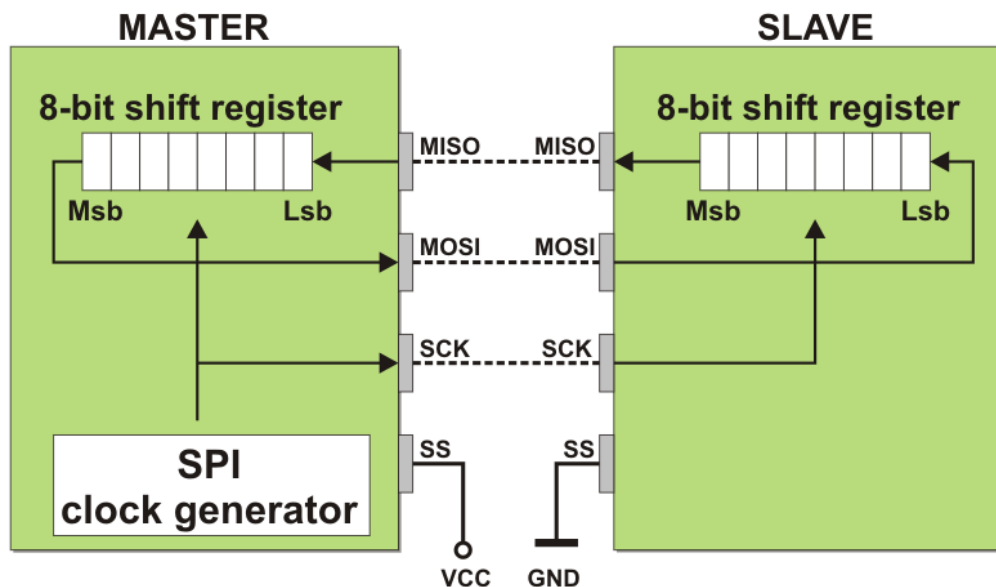 MASTER
SLAVE
8-bit shift register
8-bit shift register
MISO
MISO
Msb
Lsb
Msb
Lsb
MOSI
MOSI
SCK
SCK
SS
SS
SPI
clock generator
VCC
GND